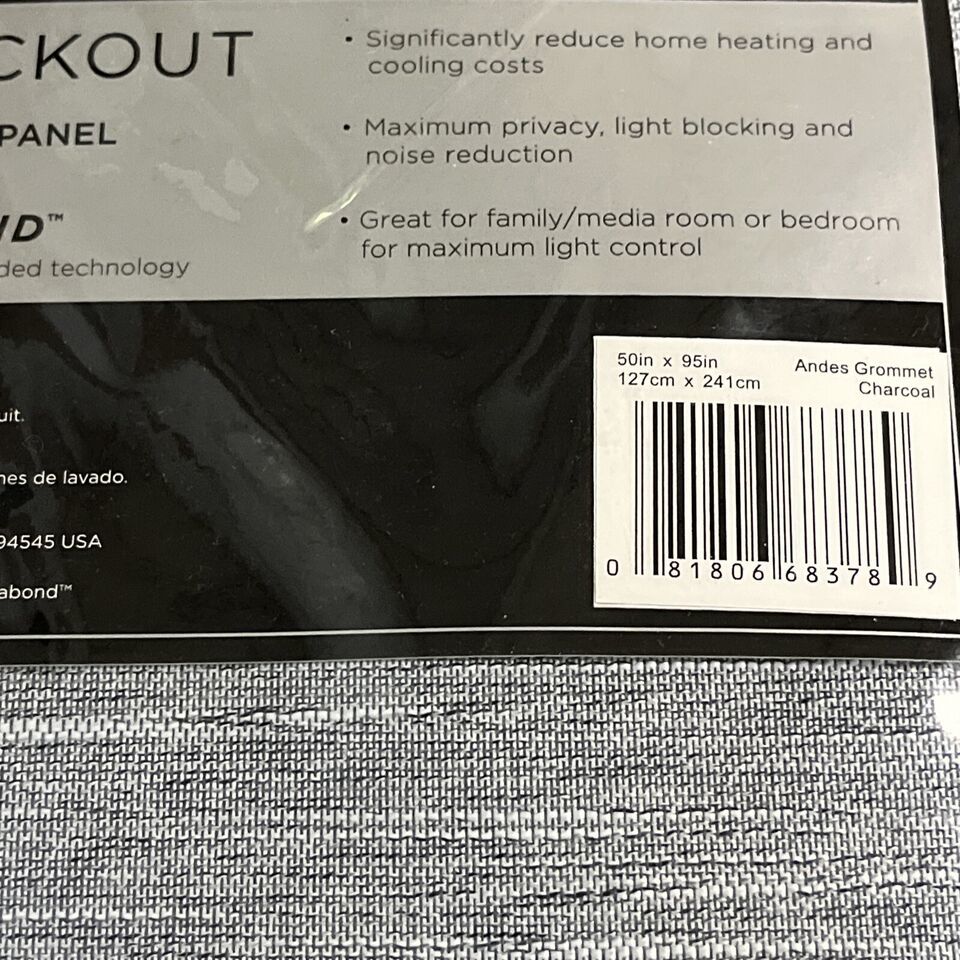 CKOUT
PANEL
ND™
ded technology
• Significantly reduce home heating and
cooling costs
• Maximum privacy, light blocking and
noise reduction
• Great for family/media room or bedroom
for maximum light control
uit.
nes de lavado.
94545 USA
abond™
50in x 95in
127cm x 241cm
Andes Grommet
Charcoal
0 81806 68378 9